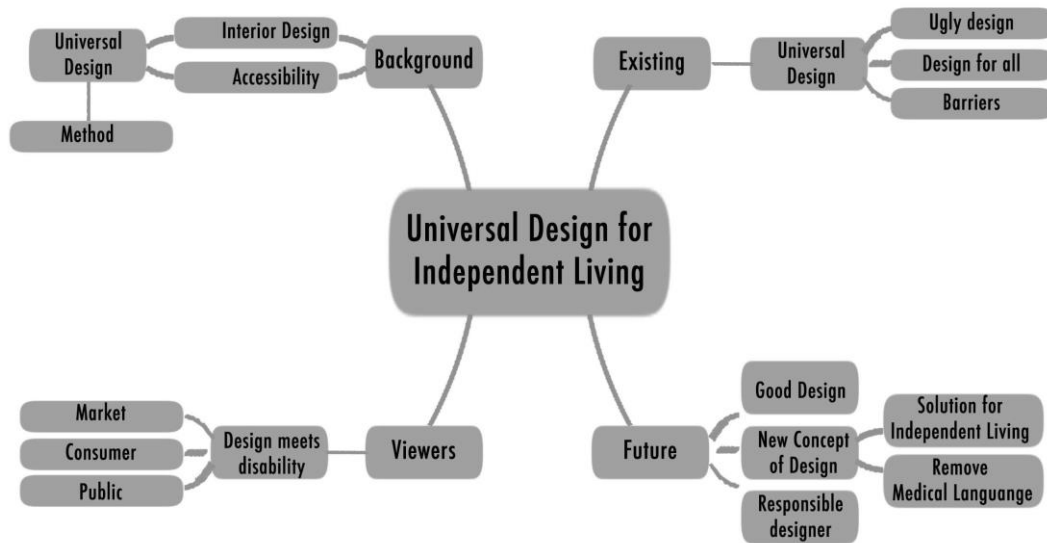 Universal
Design
Interior Design
Accessibility
Background
Method
Existing
Universal
Design
Ugly design
Design for all
Barriers
Universal Design for
Independent Living
Market
Consumer
Public
Design meets
disability
Viewers
Future
Good Design
New Concept
of Design
Responsible
designer
Solution for
Independent Living
Remove
Medical Languange